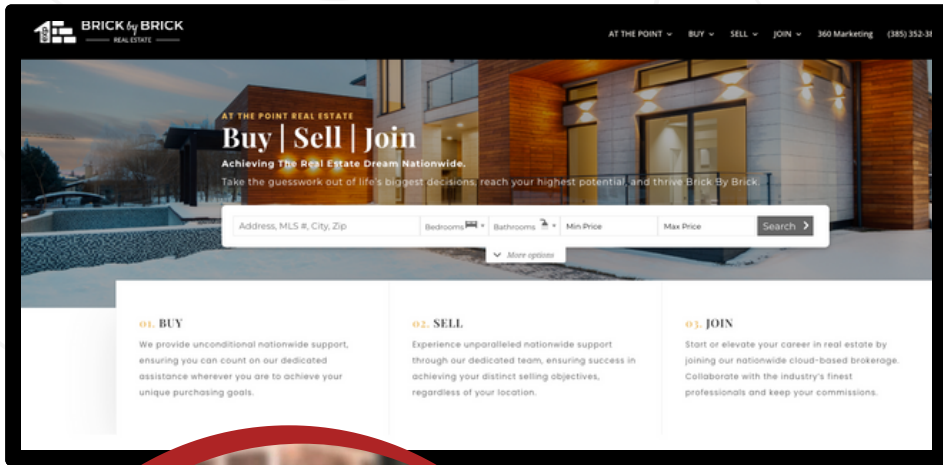 BRICK by BRICK
REAL ESTATE
exp
AT THE POINT BUY SELL JOIN 360 Marketing (385) 352-38
AT THE POINT REAL ESTATE
Buy | Sell | Join
Achieving The Real Estate Dream Nationwide.
Take the guesswork out of life's biggest decisions, reach your highest potential, and thrive Brick By Brick.
Address, MLS #, City, Zip Bedrooms Bathrooms Min Price Max Price Search
More options
01. BUY
We provide unconditional nationwide support,
ensuring you can count on our dedicated
assistance wherever you are to achieve your
unique purchasing goals.
02. SELL
Experience unparalleled nationwide support
through our dedicated team, ensuring success in
achieving your distinct selling objectives,
regardless of your location.
03. JOIN
Start or elevate your career in real estate by
joining our nationwide cloud-based brokerage.
Collaborate with the industry's finest
professionals and keep your commissions.